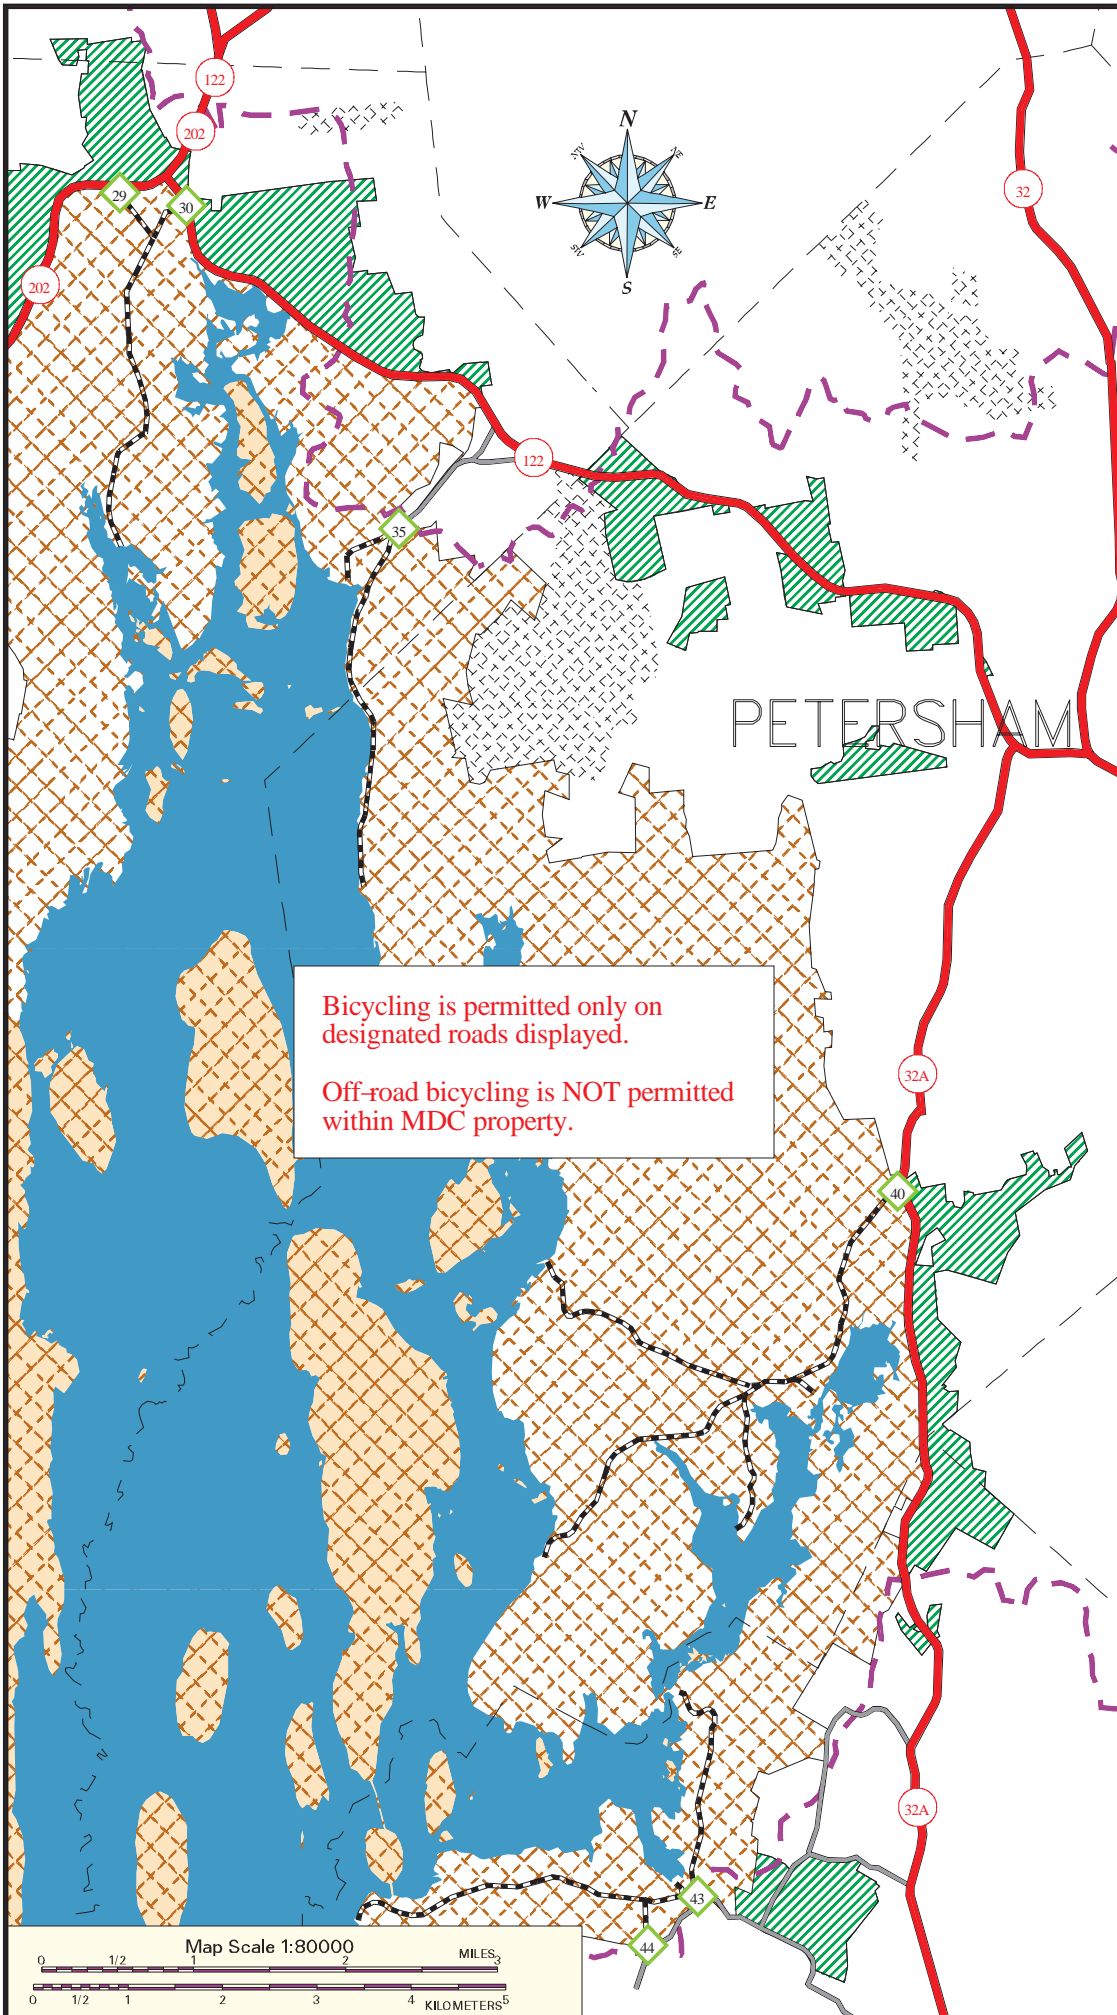 122
202
N
NW
NE
29
30
W
E
32
SW
SE
202
S
122
35
PETERSHAM
Bicycling is permitted only on
designated roads displayed.
Off-road bicycling is NOT permitted
within MDC property.
32A
40
32A
43
44
Map Scale 1:80000
MILES
0 1/2 1 2 3
0 1/2 1 2 3 4 5
KILOMETERS